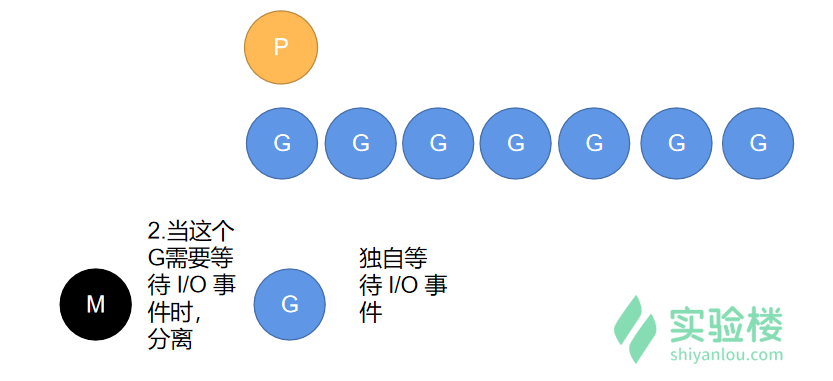 P
G G G G G G G
2.当这个
G需要等
待 I/O 事
件时，
分离
M
G
独自等
待 I/O 事
件
实验楼
shiyanlou.com